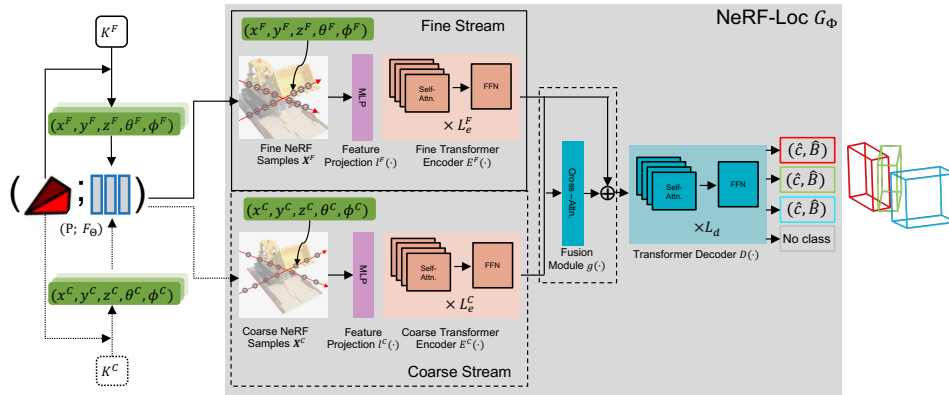 NeRF-Loc G_Φ
K^F
(x^F, y^F, z^F, θ^F, ϕ^F)
(P; F_Θ)
(x^C, y^C, z^C, θ^C, ϕ^C)
K^C
(x^F, y^F, z^F, θ^F, ϕ^F)
Fine Stream
MLP
Self-
Attn.
FFN
× L_e^F
Fine NeRF
Samples X^F
Feature
Projection l^F(·)
Fine Transformer
Encoder E^F(·)
(x^C, y^C, z^C, θ^C, ϕ^C)
MLP
Self-
Attn.
FFN
× L_e^C
Coarse NeRF
Samples X^C
Feature
Projection l^C(·)
Coarse Transformer
Encoder E^C(·)
Coarse Stream
Cross–Attn.
Fusion
Module g(·)
Self-
Attn.
FFN
×L_d
Transformer Decoder D(·)
(ĉ, B̂)
(ĉ, B̂)
(ĉ, B̂)
No class